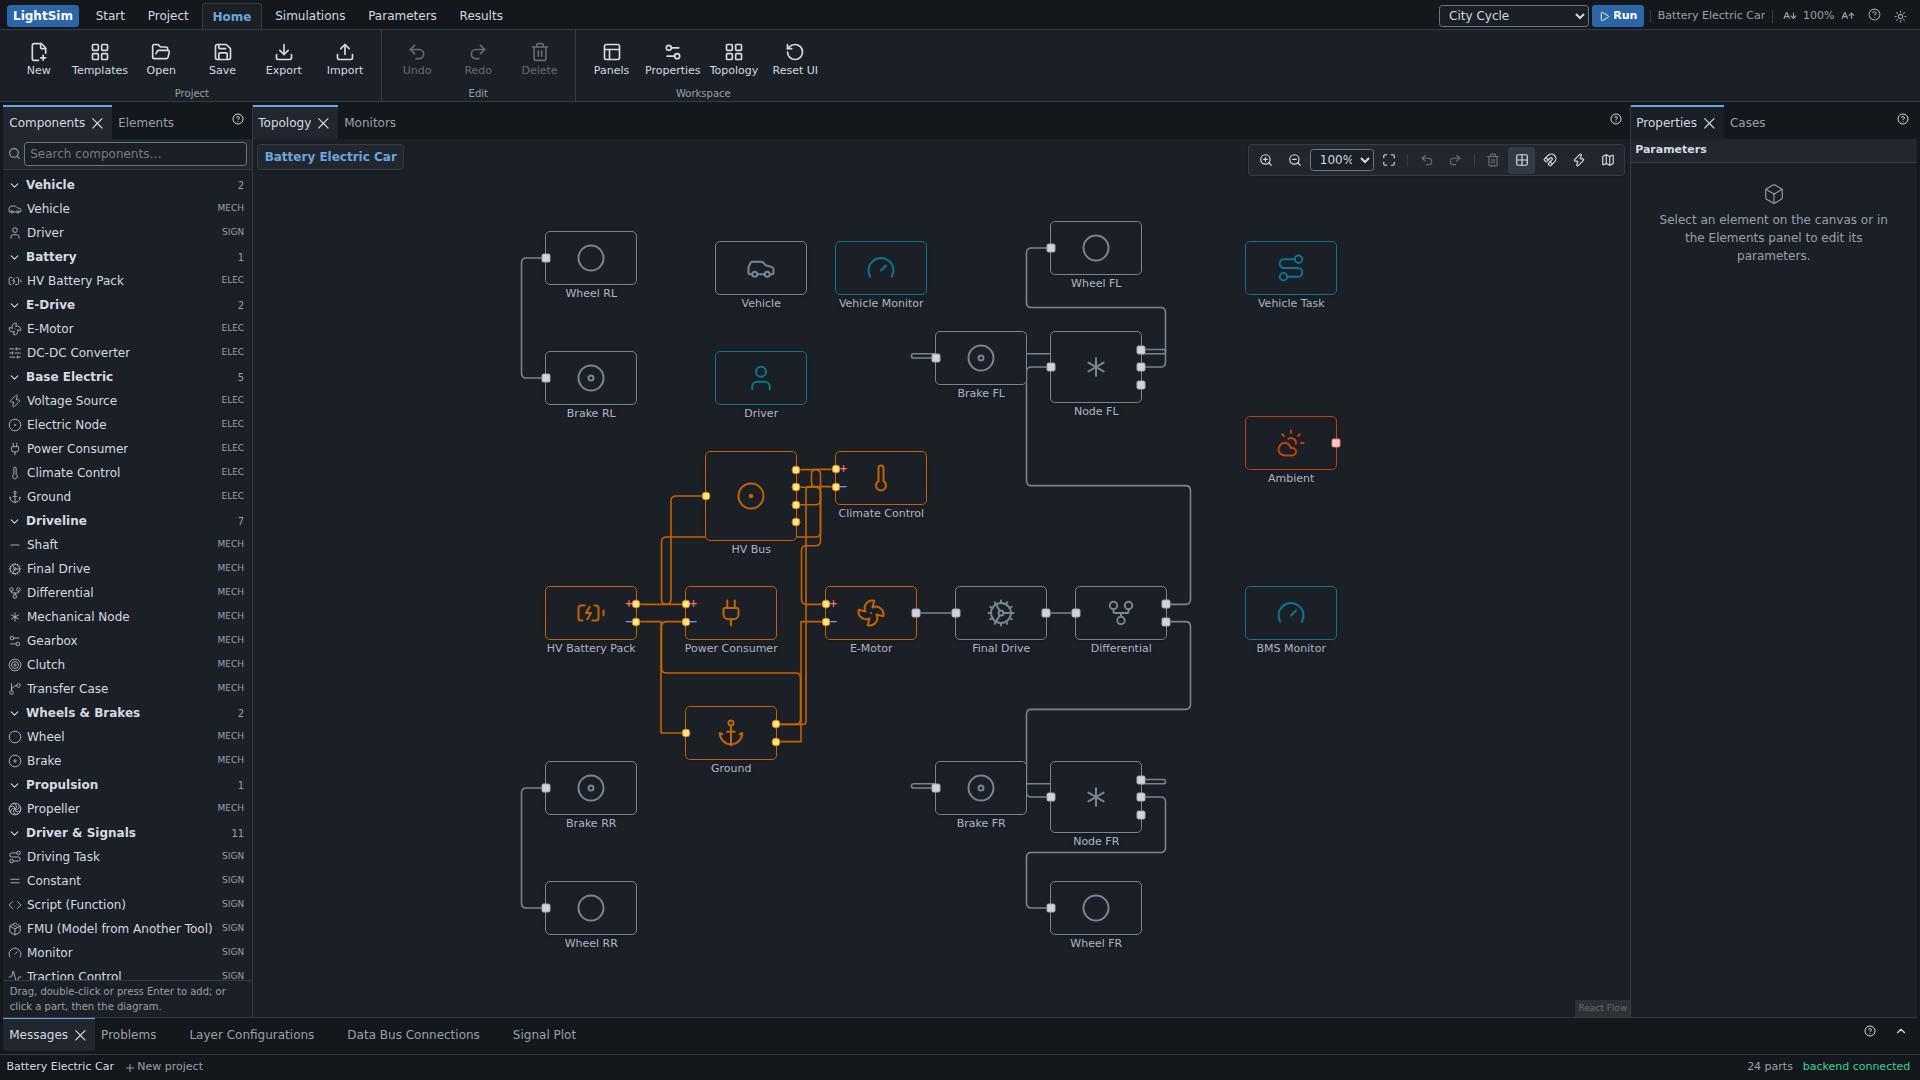 LightSim Start Project Home Simulations Parameters Results City Cycle Run Battery Electric Car A 100% A
New Templates Open Save Export Import Undo Redo Delete Panels Properties Topology Reset UI
Project Edit Workspace
Components Elements
Search components…
Vehicle 2
Vehicle MECH
Driver SIGN
Battery 1
HV Battery Pack ELEC
E-Drive 2
E-Motor ELEC
DC-DC Converter ELEC
Base Electric 5
Voltage Source ELEC
Electric Node ELEC
Power Consumer ELEC
Climate Control ELEC
Ground ELEC
Driveline 7
Shaft MECH
Final Drive MECH
Differential MECH
Mechanical Node MECH
Gearbox MECH
Clutch MECH
Transfer Case MECH
Wheels & Brakes 2
Wheel MECH
Brake MECH
Propulsion 1
Propeller MECH
Driver & Signals 11
Driving Task SIGN
Constant SIGN
Script (Function) SIGN
FMU (Model from Another Tool) SIGN
Monitor SIGN
Traction Control SIGN
Drag, double-click or press Enter to add; or
click a part, then the diagram.
Topology Monitors
Battery Electric Car 100%
Wheel FL
Wheel RL
Vehicle Vehicle Monitor Vehicle Task
Brake FL
Brake RL Driver Node FL
Ambient
+
−
Climate Control
HV Bus
+ + +
− − −
HV Battery Pack Power Consumer E-Motor Final Drive Differential BMS Monitor
Ground
Brake RR Brake FR
Node FR
Wheel RR Wheel FR
React Flow
Properties Cases
Parameters
Select an element on the canvas or in
the Elements panel to edit its
parameters.
Messages Problems Layer Configurations Data Bus Connections Signal Plot
Battery Electric Car + New project 24 parts backend connected